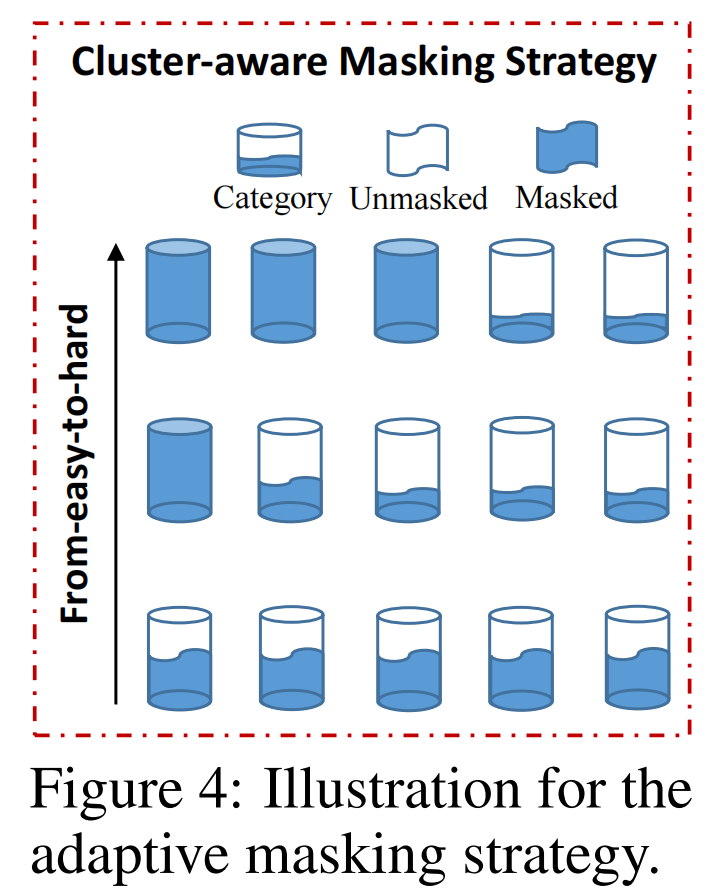 Cluster-aware Masking Strategy
Category Unmasked Masked
From-easy-to-hard
Figure 4: Illustration for the
adaptive masking strategy.